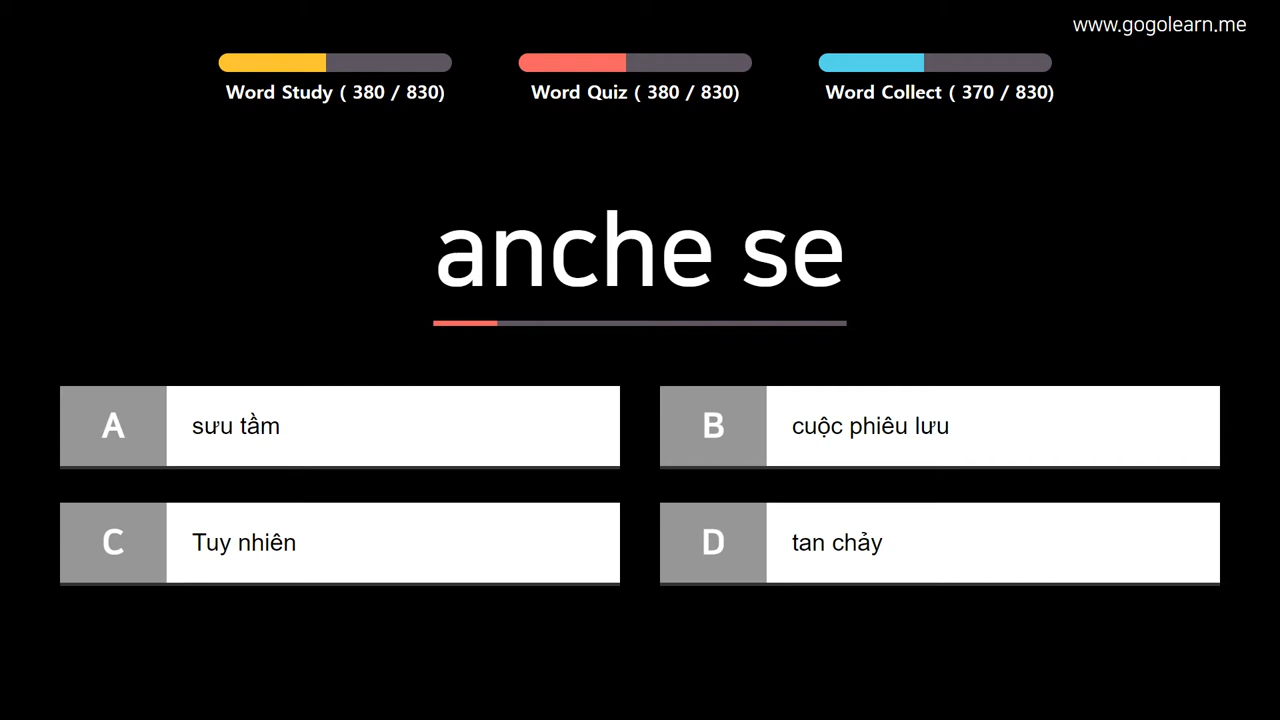 www.gogolearn.me
Word Study ( 380 / 830)
Word Quiz ( 380 / 830)
Word Collect ( 370 / 830)
anche se
A sưu tầm
B cuộc phiêu lưu
C Tuy nhiên
D tan chảy